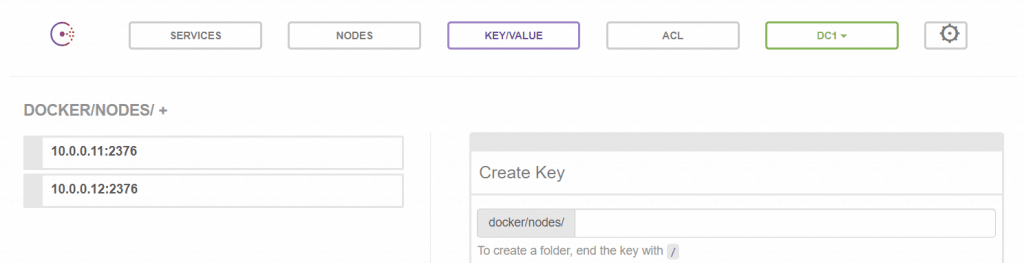 SERVICES NODES KEY/VALUE ACL DC1
DOCKER/NODES/ +
10.0.0.11:2376
10.0.0.12:2376
Create Key
docker/nodes/
To create a folder, end the key with /